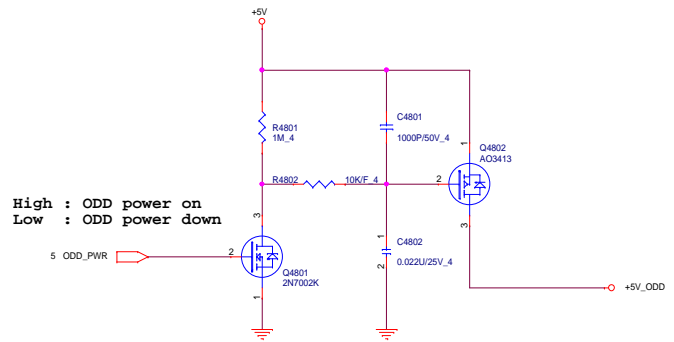 +5V
R4801
1M_4
C4801
1000P/50V_4
Q4802
AO3413
1
R4802
10K/F_4
2
3
High : ODD power on
Low : ODD power down
3
5 ODD_PWR
2
Q4801
2N7002K
1
1
C4802
2
0.022U/25V_4
+5V_ODD